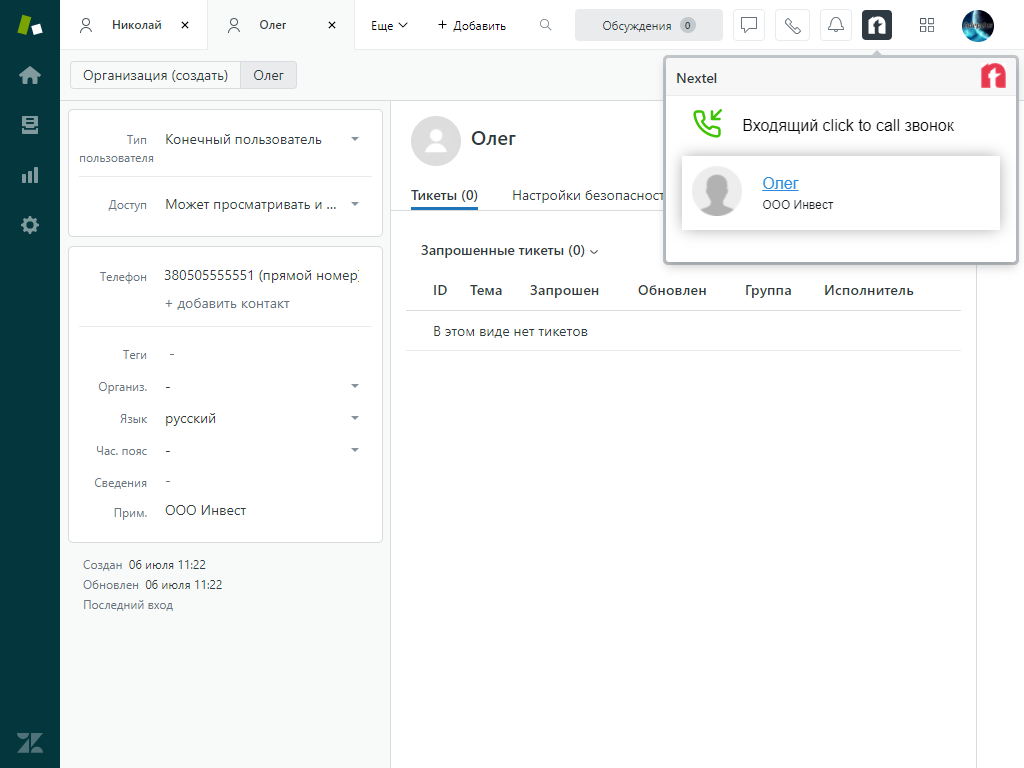 Николай
Олег
Еще
+ Добавить
Обсуждения 0
Организация (создать)
Олег
Nextel
Входящий click to call звонок
Олег
ООО Инвест
Тип пользователя
Конечный пользователь
Доступ
Может просматривать и ...
Телефон
380505555551 (прямой номер)
+ добавить контакт
Теги -
Организ. -
Язык русский
Час. пояс -
Сведения -
Прим. ООО Инвест
Создан 06 июля 11:22
Обновлен 06 июля 11:22
Последний вход
Олег
Тикеты (0)
Настройки безопасност
Запрошенные тикеты (0)
ID Тема Запрошен Обновлен Группа Исполнитель
В этом виде нет тикетов